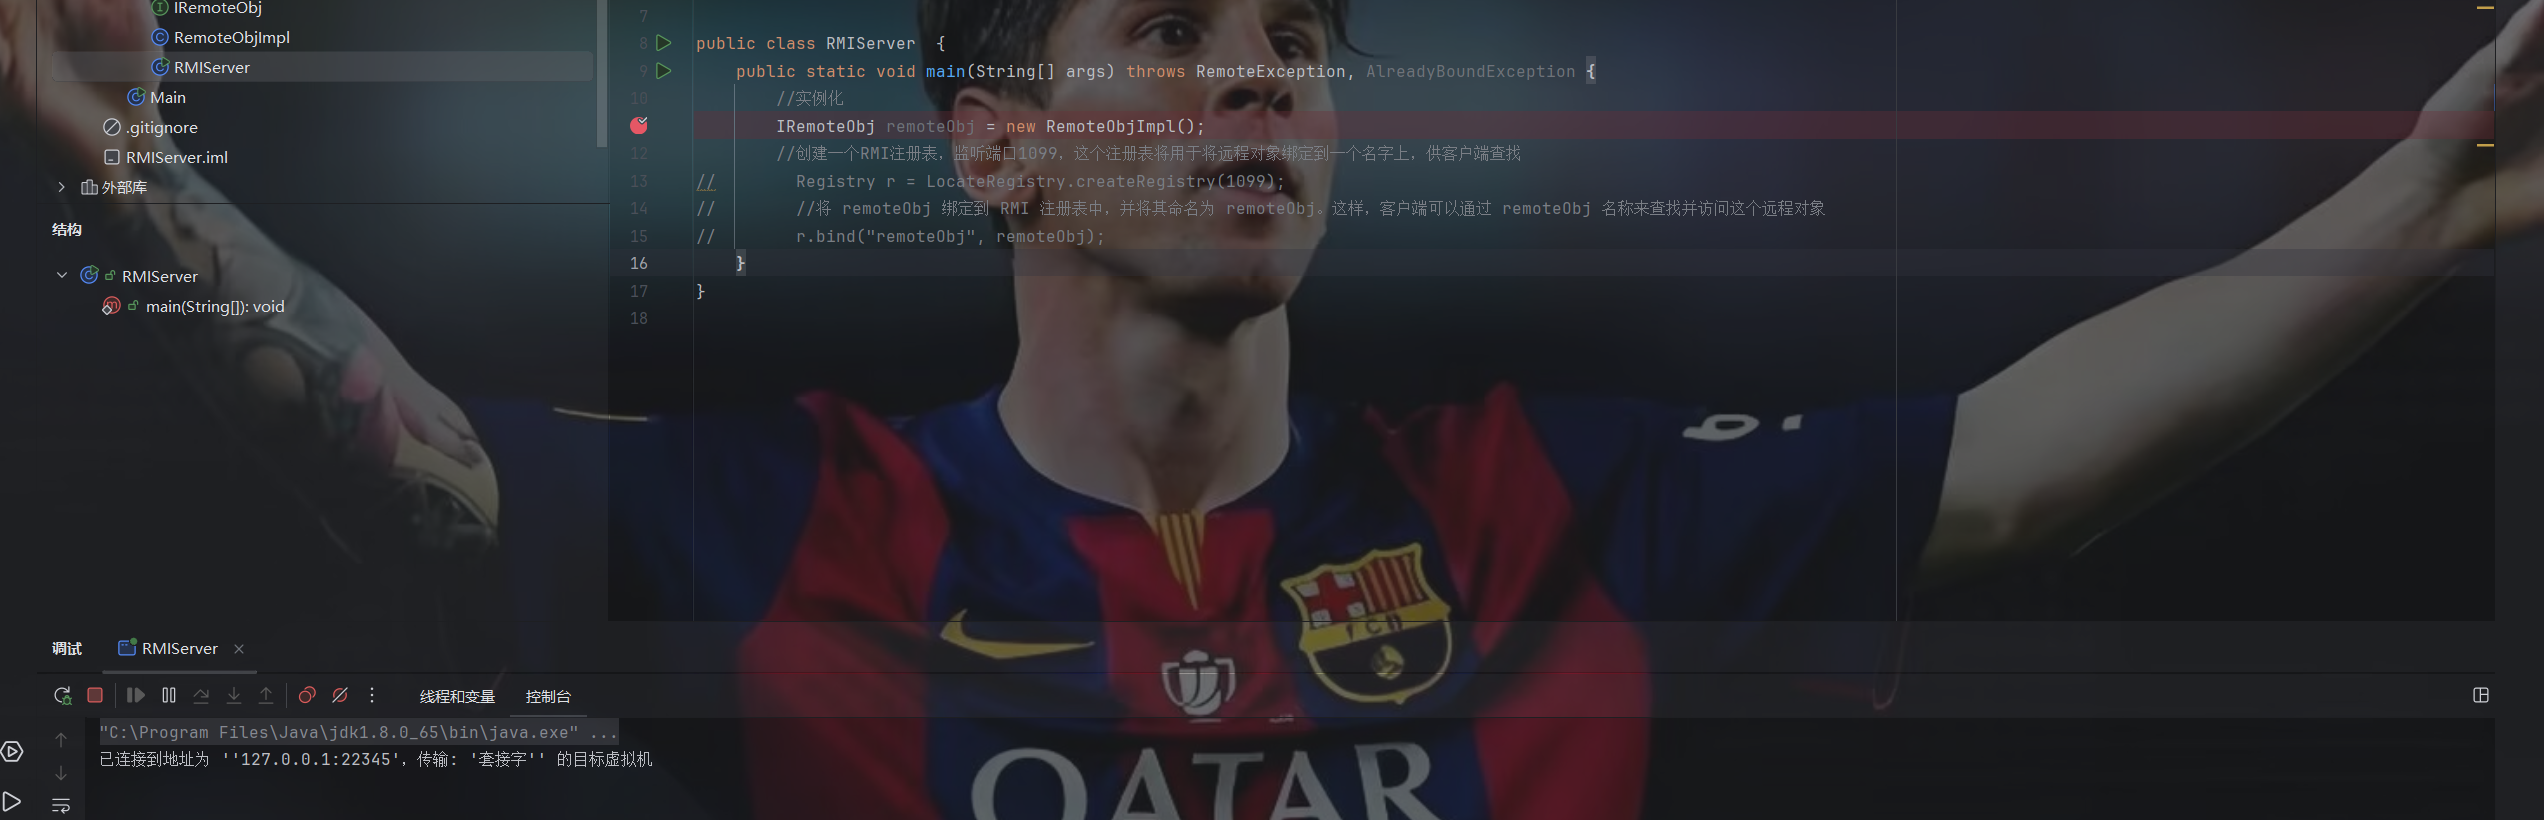 IRemoteObj
RemoteObjImpl
RMIServer
Main
.gitignore
RMIServer.iml
外部库
结构
RMIServer
main(String[]): void
7
8 public class RMIServer {
9 public static void main(String[] args) throws RemoteException, AlreadyBoundException {
10 //实例化
IRemoteObj remoteObj = new RemoteObjImpl();
12 //创建一个RMI注册表，监听端口1099，这个注册表将用于将远程对象绑定到一个名字上，供客户端查找
13 // Registry r = LocateRegistry.createRegistry(1099);
14 // //将 remoteObj 绑定到 RMI 注册表中，并将其命名为 remoteObj。这样，客户端可以通过 remoteObj 名称来查找并访问这个远程对象
15 // r.bind("remoteObj", remoteObj);
16 }
17 }
18
调试
RMIServer
线程和变量
控制台
"C:\Program Files\Java\jdk1.8.0_65\bin\java.exe" ...
已连接到地址为 ''127.0.0.1:22345'，传输: '套接字'' 的目标虚拟机
FCB
QATAR